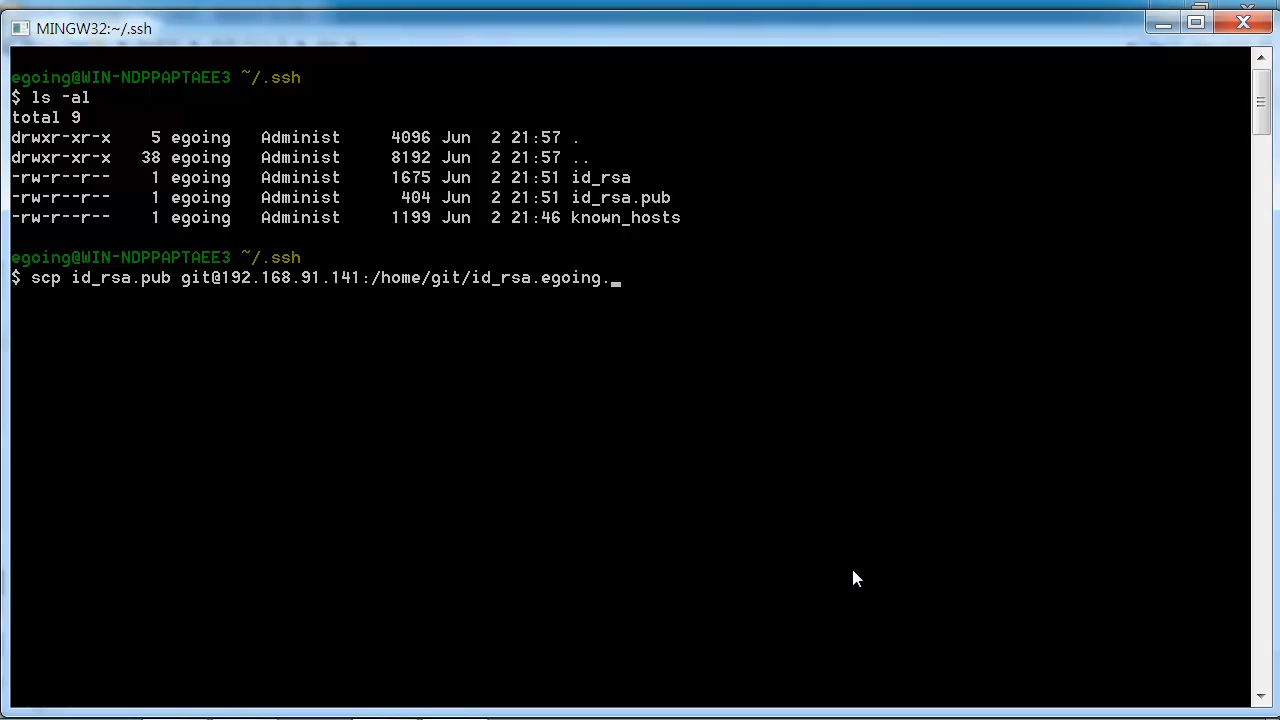 MINGW32:~/.ssh
egoing@WIN-NDPPAPTAEE3 ~/.ssh
$ ls -al
total 9
drwxr-xr-x    5 egoing   Administ     4096 Jun  2 21:57 .
drwxr-xr-x   38 egoing   Administ     8192 Jun  2 21:57 ..
-rw-r--r--    1 egoing   Administ     1675 Jun  2 21:51 id_rsa
-rw-r--r--    1 egoing   Administ      404 Jun  2 21:51 id_rsa.pub
-rw-r--r--    1 egoing   Administ     1199 Jun  2 21:46 known_hosts
egoing@WIN-NDPPAPTAEE3 ~/.ssh
$ scp id_rsa.pub git@192.168.91.141:/home/git/id_rsa.egoing.